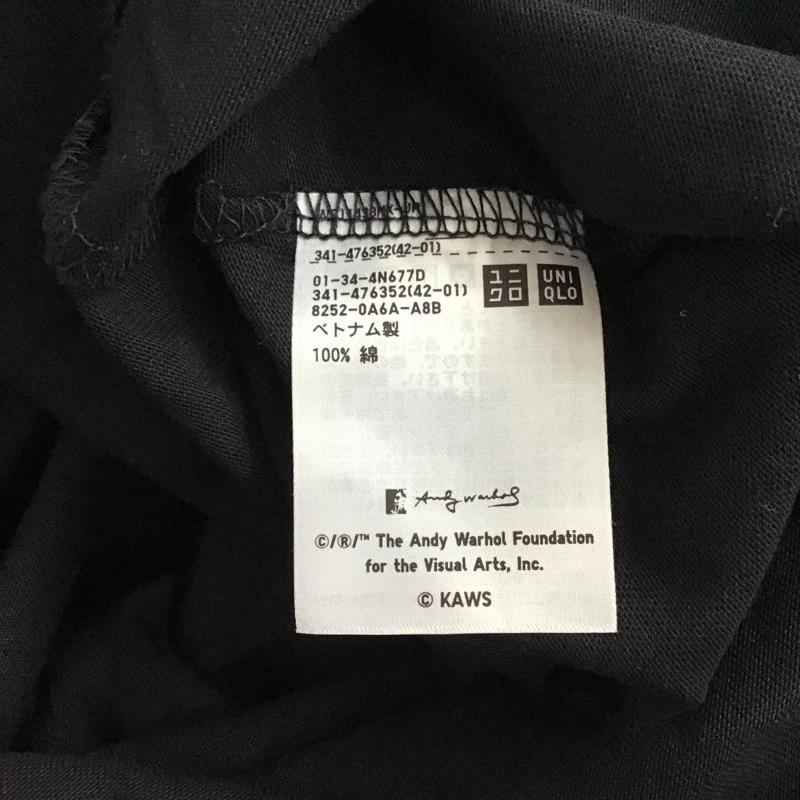 341-476352(42-01)
01-34-4N677D
341-476352(42-01)
8252-0A6A-A8B
ベトナム製
100% 綿
ユニ
クロ
UNI
QLO
Andy Warhol
©/®/™ The Andy Warhol Foundation
for the Visual Arts, Inc.
© KAWS